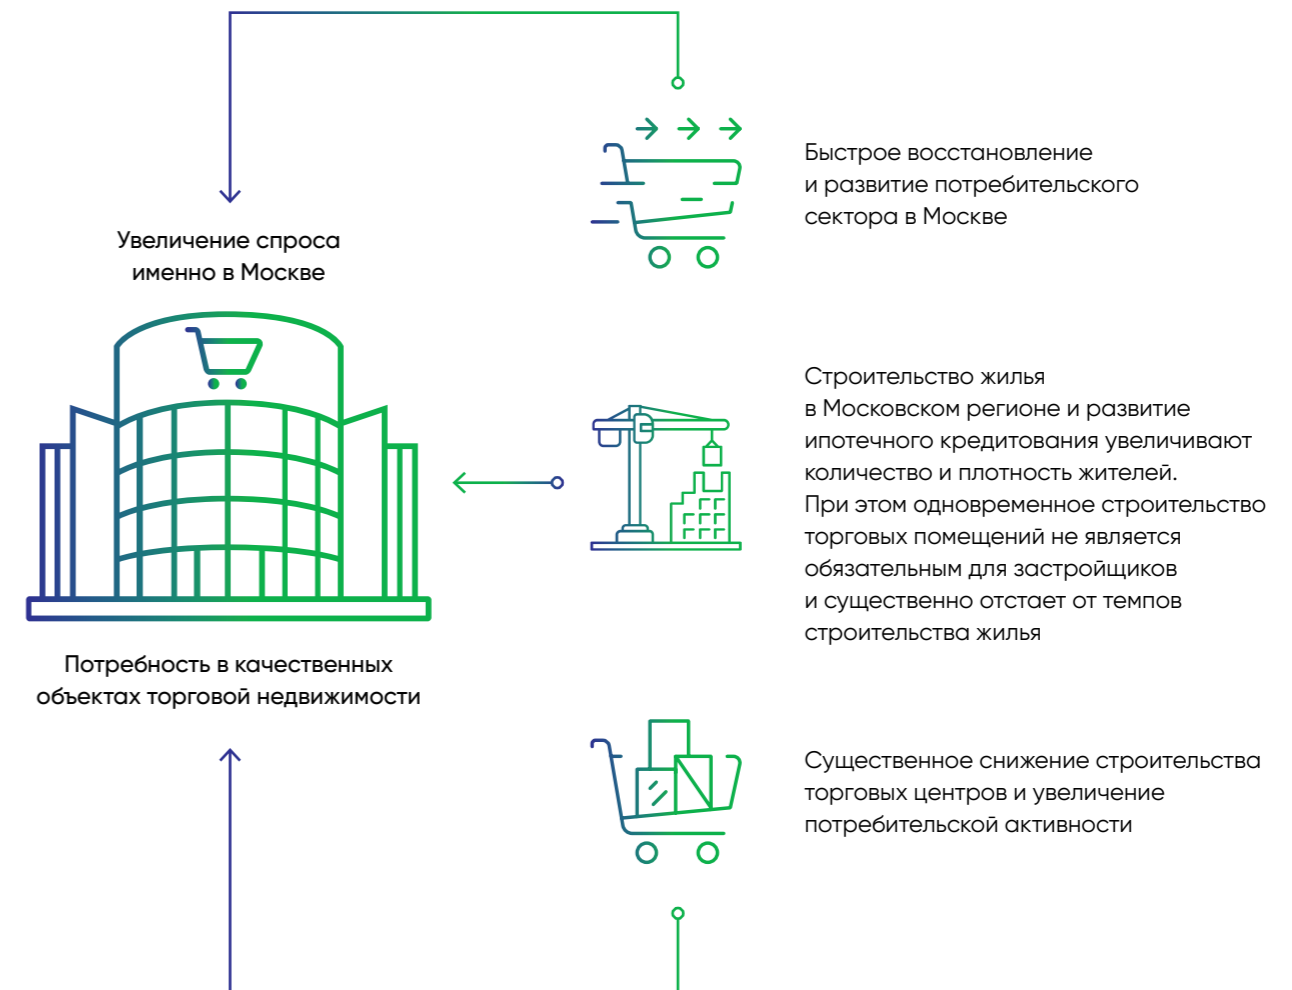 Быстрое восстановление
и развитие потребительского
сектора в Москве
Увеличение спроса
именно в Москве
Строительство жилья
в Московском регионе и развитие
ипотечного кредитования увеличивают
количество и плотность жителей.
При этом одновременное строительство
торговых помещений не является
обязательным для застройщиков
и существенно отстает от темпов
строительства жилья
Потребность в качественных
объектах торговой недвижимости
Существенное снижение строительства
торговых центров и увеличение
потребительской активности